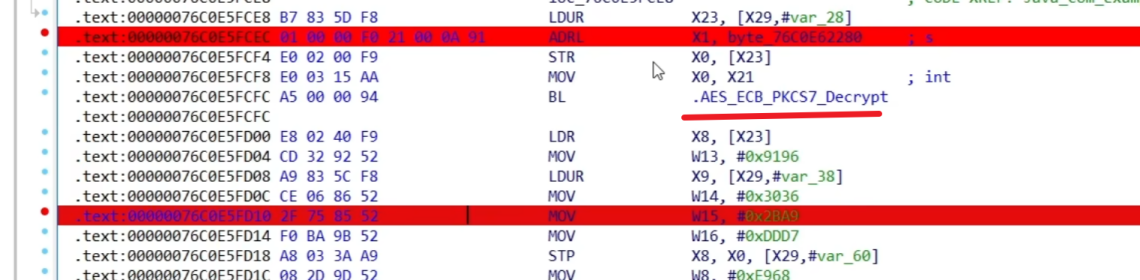 .text:00000076C0E5FCE8 B7 83 5D F8 LDUR X23, [X29,#var_28]
.text:00000076C0E5FCEC 01 00 00 F0 21 00 0A 91 ADRL X1, byte_76C0E62280 ; s
.text:00000076C0E5FCF4 E0 02 00 F9 STR X0, [X23]
.text:00000076C0E5FCF8 E0 03 15 AA MOV X0, X21 ; int
.text:00000076C0E5FCFC A5 00 00 94 BL .AES_ECB_PKCS7_Decrypt
.text:00000076C0E5FCFC
.text:00000076C0E5FD00 E8 02 40 F9 LDR X8, [X23]
.text:00000076C0E5FD04 CD 32 92 52 MOV W13, #0x9196
.text:00000076C0E5FD08 A9 83 5C F8 LDUR X9, [X29,#var_38]
.text:00000076C0E5FD0C CE 06 86 52 MOV W14, #0x3036
.text:00000076C0E5FD10 2F 75 85 52 MOV W15, #0x2BA9
.text:00000076C0E5FD14 F0 BA 9B 52 MOV W16, #0xDDD7
.text:00000076C0E5FD18 A8 03 3A A9 STP X8, X0, [X29,#var_60]
.text:00000076C0E5FD1C 08 2D 9D 52 MOV W8, #0xE968